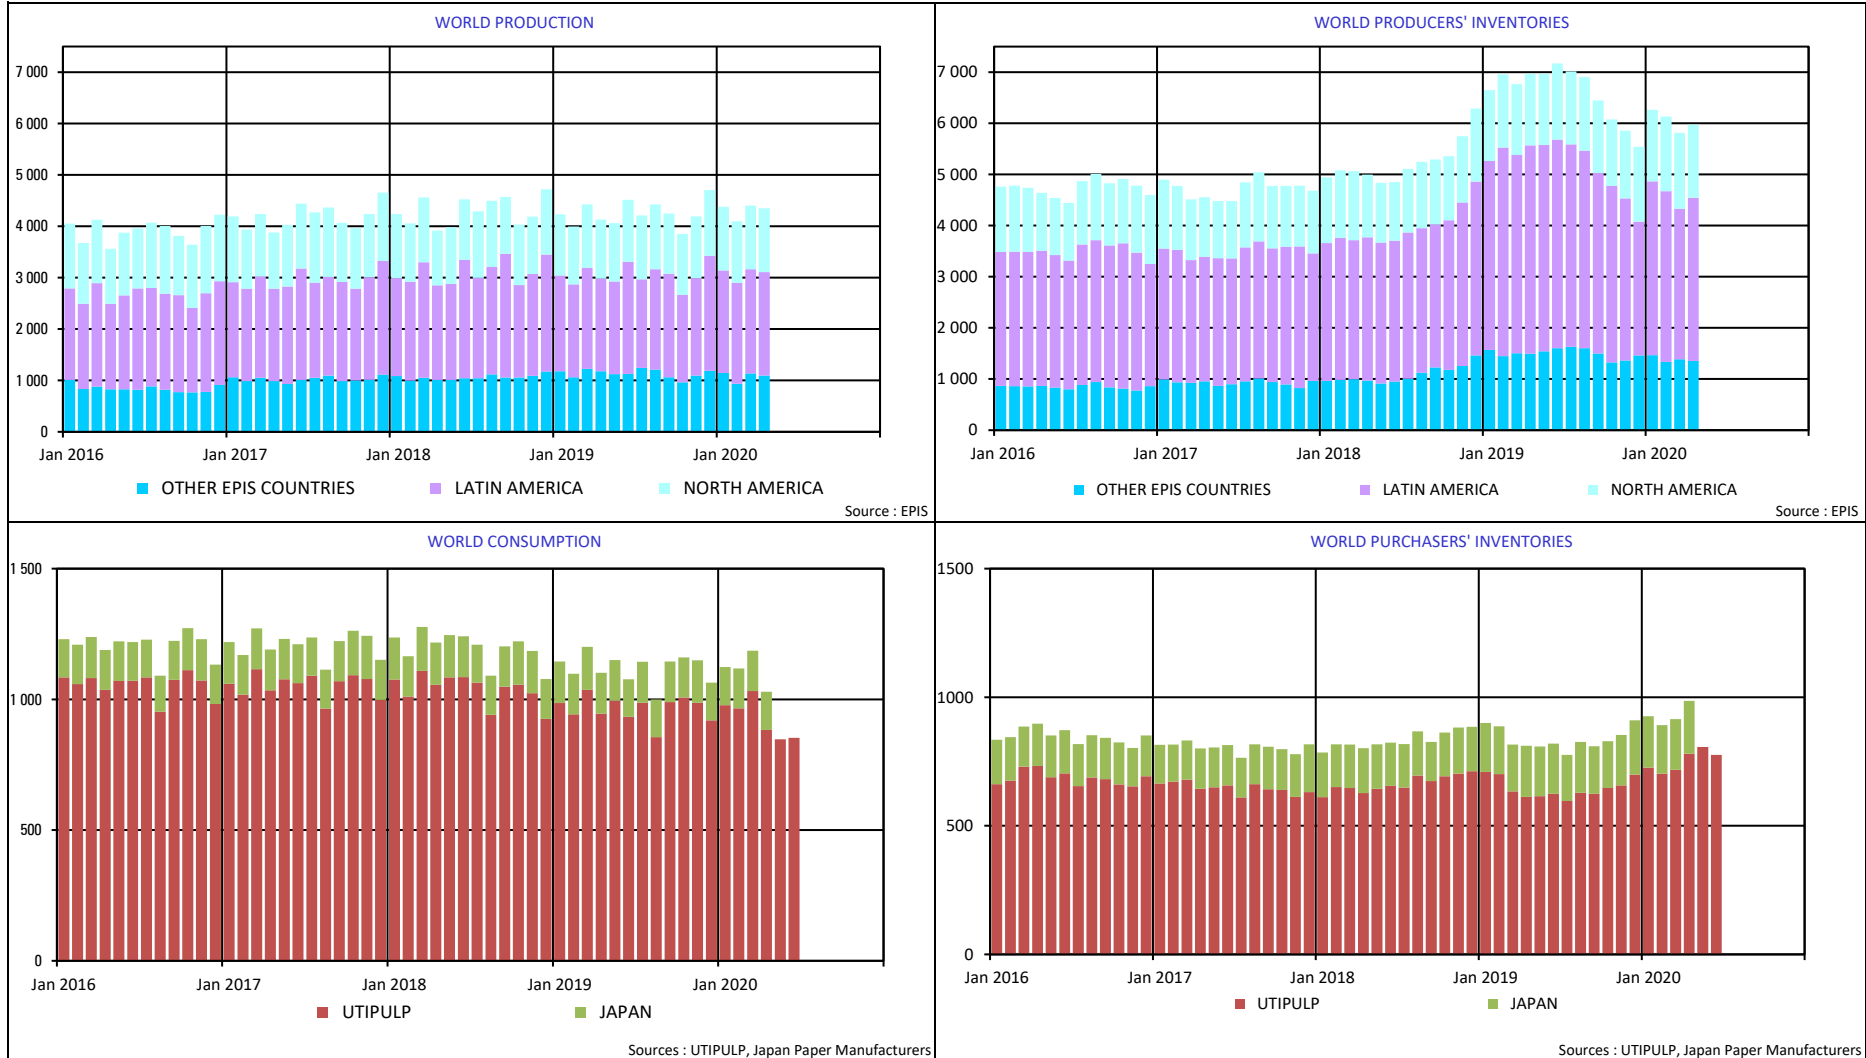 WORLD PRODUCTION
7 000
6 000
5 000
4 000
3 000
2 000
1 000
0
Jan 2016 Jan 2017 Jan 2018 Jan 2019 Jan 2020
OTHER EPIS COUNTRIES LATIN AMERICA NORTH AMERICA
Source : EPIS
WORLD PRODUCERS' INVENTORIES
7 000
6 000
5 000
4 000
3 000
2 000
1 000
0
Jan 2016 Jan 2017 Jan 2018 Jan 2019 Jan 2020
OTHER EPIS COUNTRIES LATIN AMERICA NORTH AMERICA
Source : EPIS
WORLD CONSUMPTION
1 500
1 000
500
0
Jan 2016 Jan 2017 Jan 2018 Jan 2019 Jan 2020
UTIPULP JAPAN
Sources : UTIPULP, Japan Paper Manufacturers
WORLD PURCHASERS' INVENTORIES
1500
1000
500
0
Jan 2016 Jan 2017 Jan 2018 Jan 2019 Jan 2020
UTIPULP JAPAN
Sources : UTIPULP, Japan Paper Manufacturers